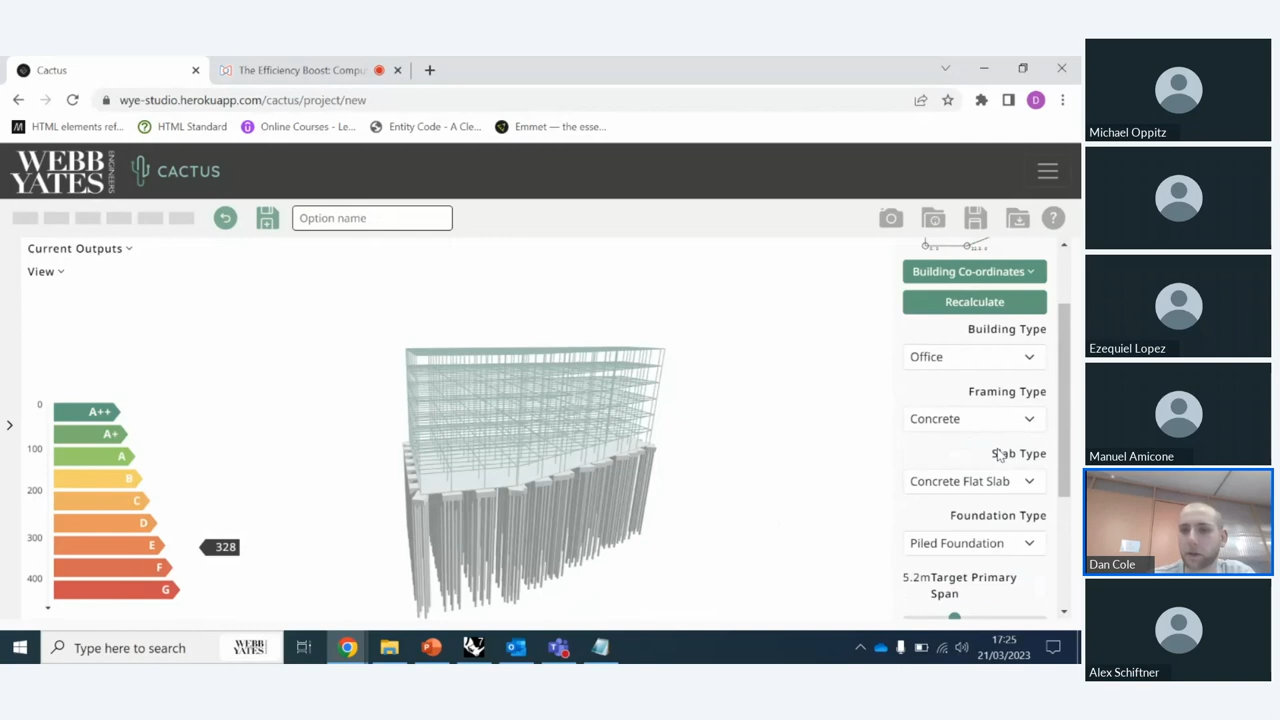 Cactus
The Efficiency Boost: Compu
wye-studio.herokuapp.com/cactus/project/new
HTML elements ref...
HTML Standard
Online Courses - Le...
Entity Code - A Cle...
Emmet — the esse...
WEBB
YATES
ENGINEERS
CACTUS
Option name
Current Outputs
View
0
100
200
300
400
A++
A+
A
B
C
D
E
F
G
328
Building Co-ordinates
Recalculate
Building Type
Office
Framing Type
Concrete
Slab Type
Concrete Flat Slab
Foundation Type
Piled Foundation
5.2mTarget Primary
Span
Type here to search
WEBB
YATES
17:25
21/03/2023
D
Michael Oppitz
Ezequiel Lopez
Manuel Amicone
Dan Cole
Alex Schiftner